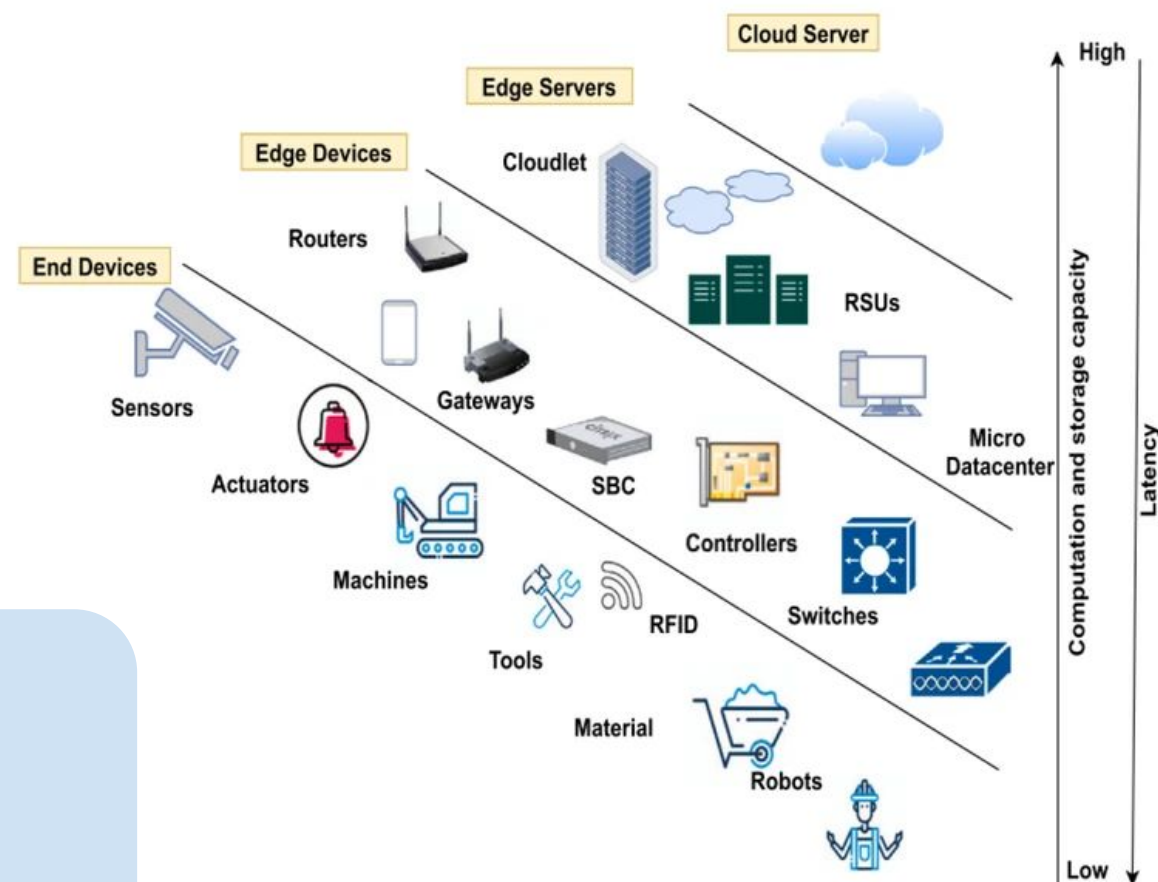 Cloud Server
High
Edge Servers
Edge Devices
Cloudlet
Routers
End Devices
RSUs
Sensors
Gateways
Micro
Datacenter
Actuators
SBC
Controllers
Machines
Switches
RFID
Tools
Material
Robots
Low
Computation and storage capacity
Latency
citrix